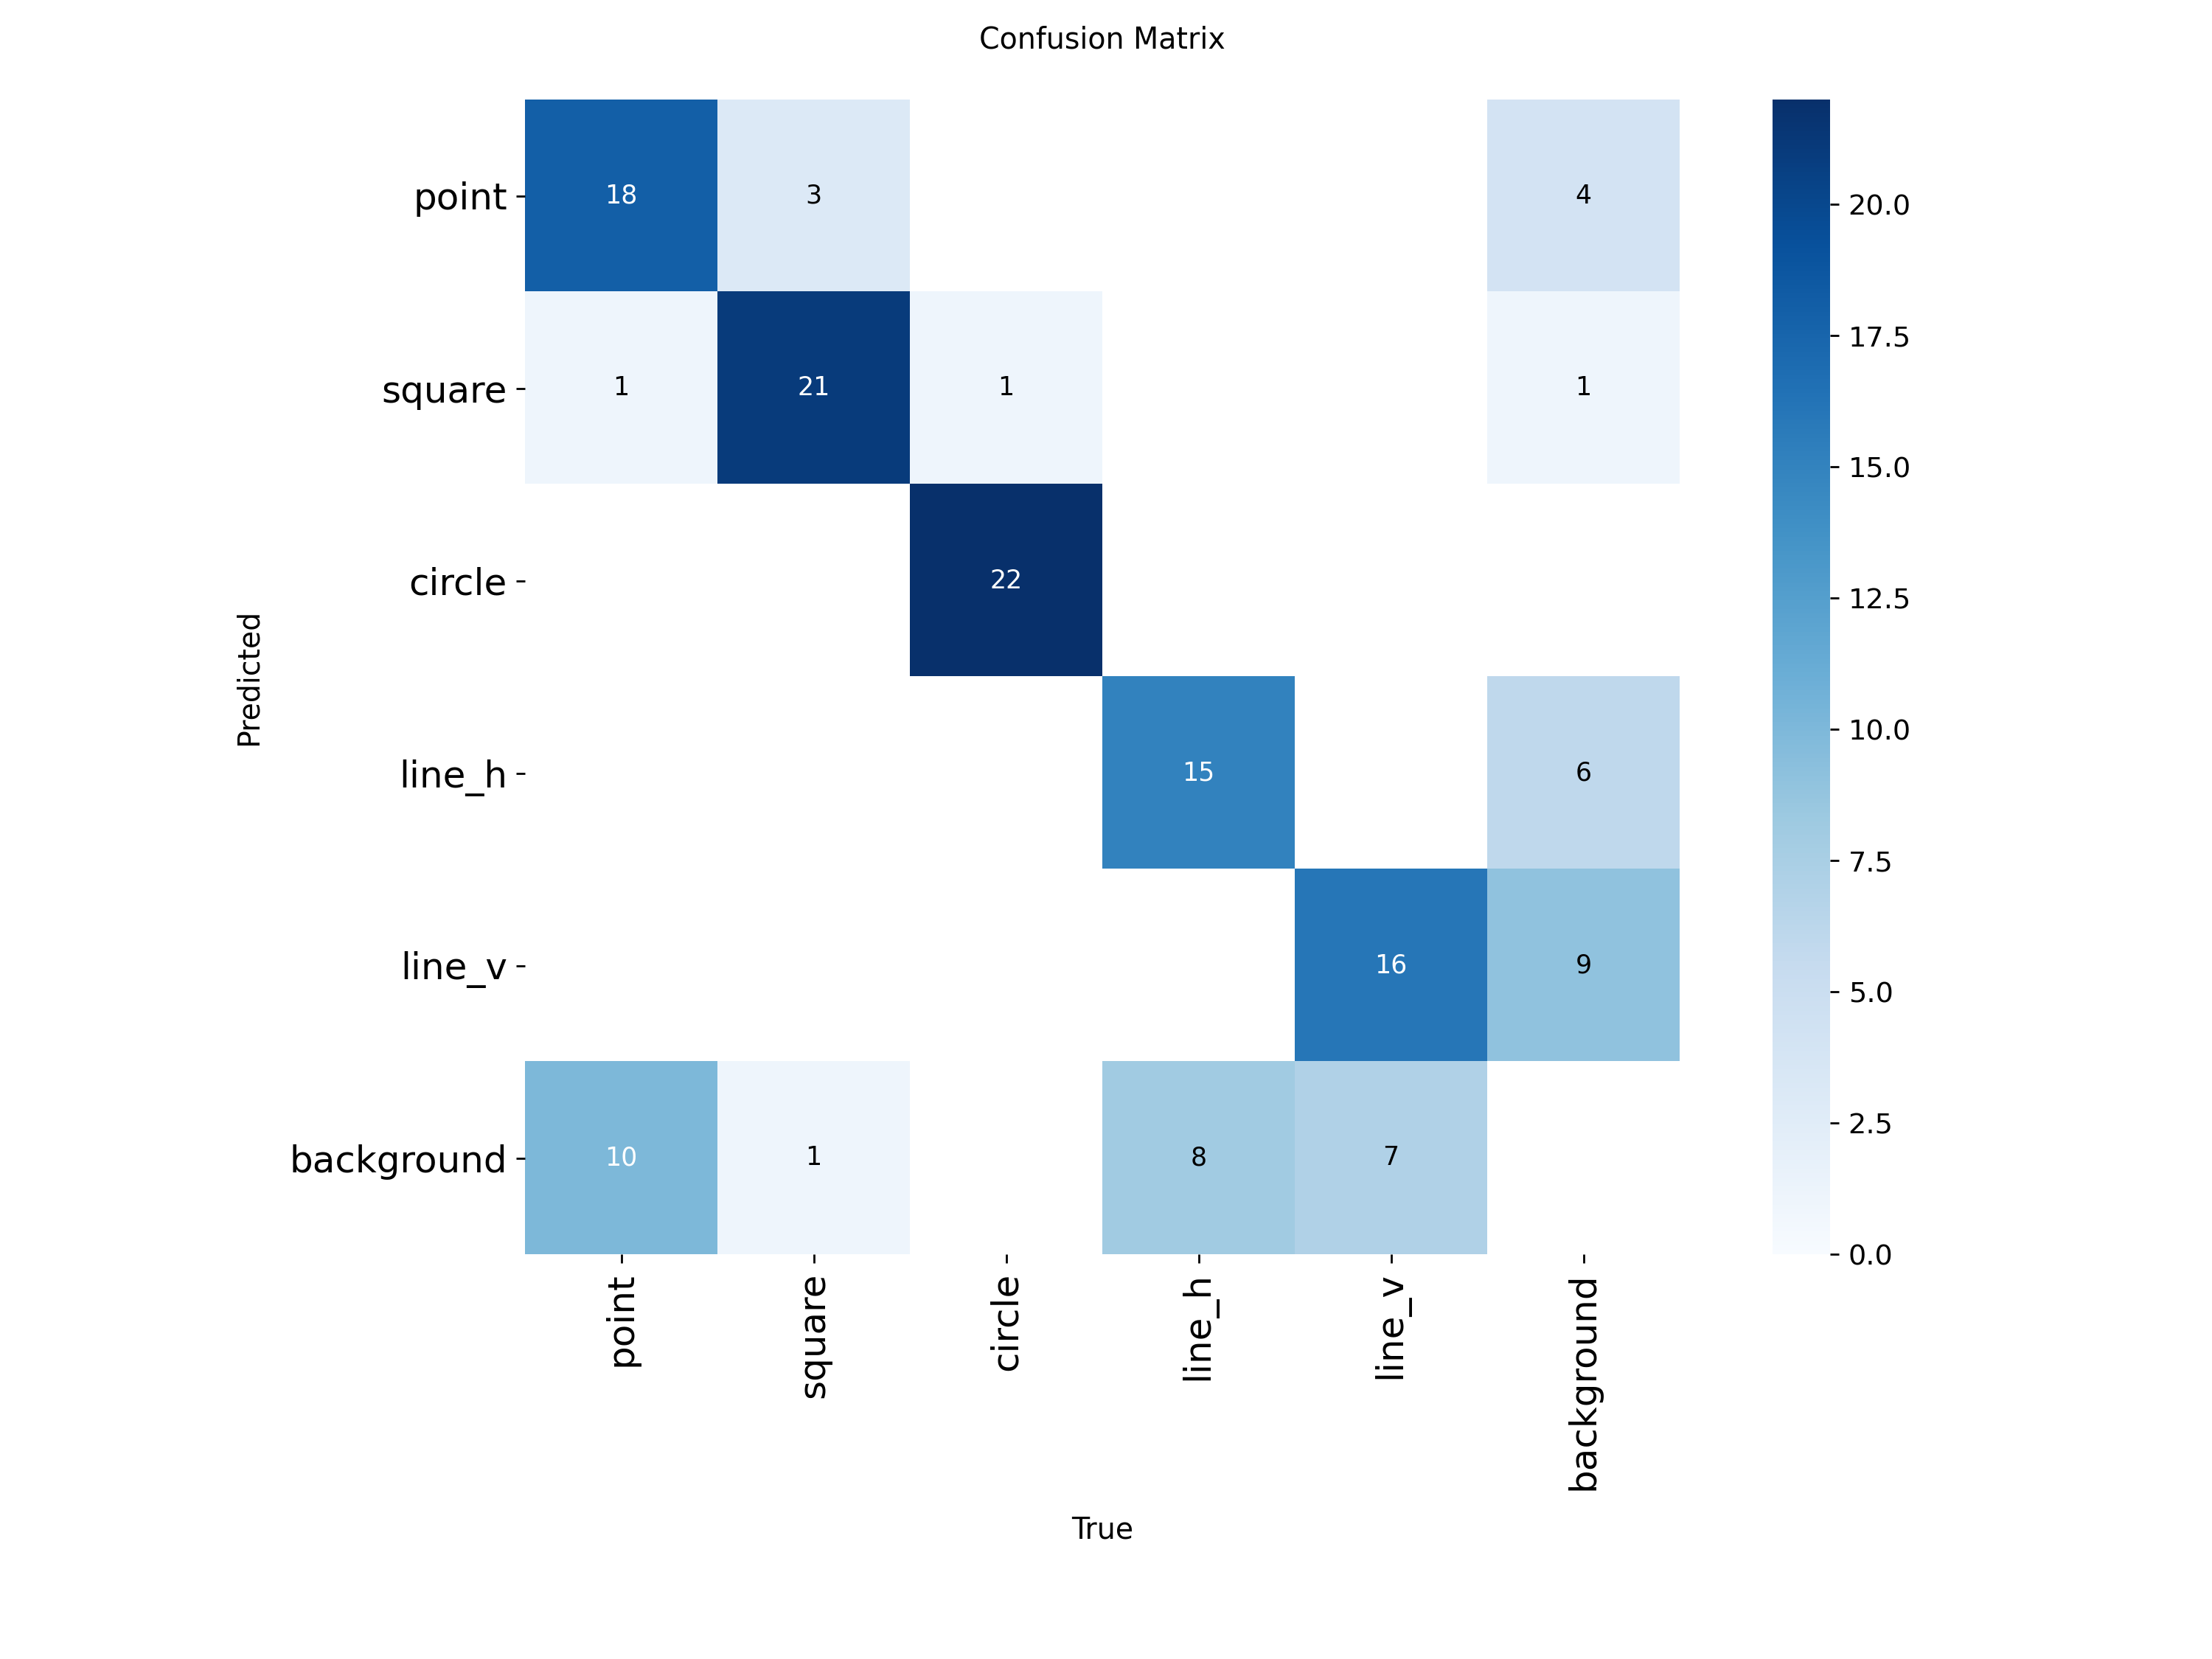 Confusion Matrix
point 18 3 4
square 1 21 1 1
circle 22
line_h 15 6
line_v 16 9
background 10 1 8 7
point square circle line_h line_v background
Predicted
True
20.0
17.5
15.0
12.5
10.0
7.5
5.0
2.5
0.0